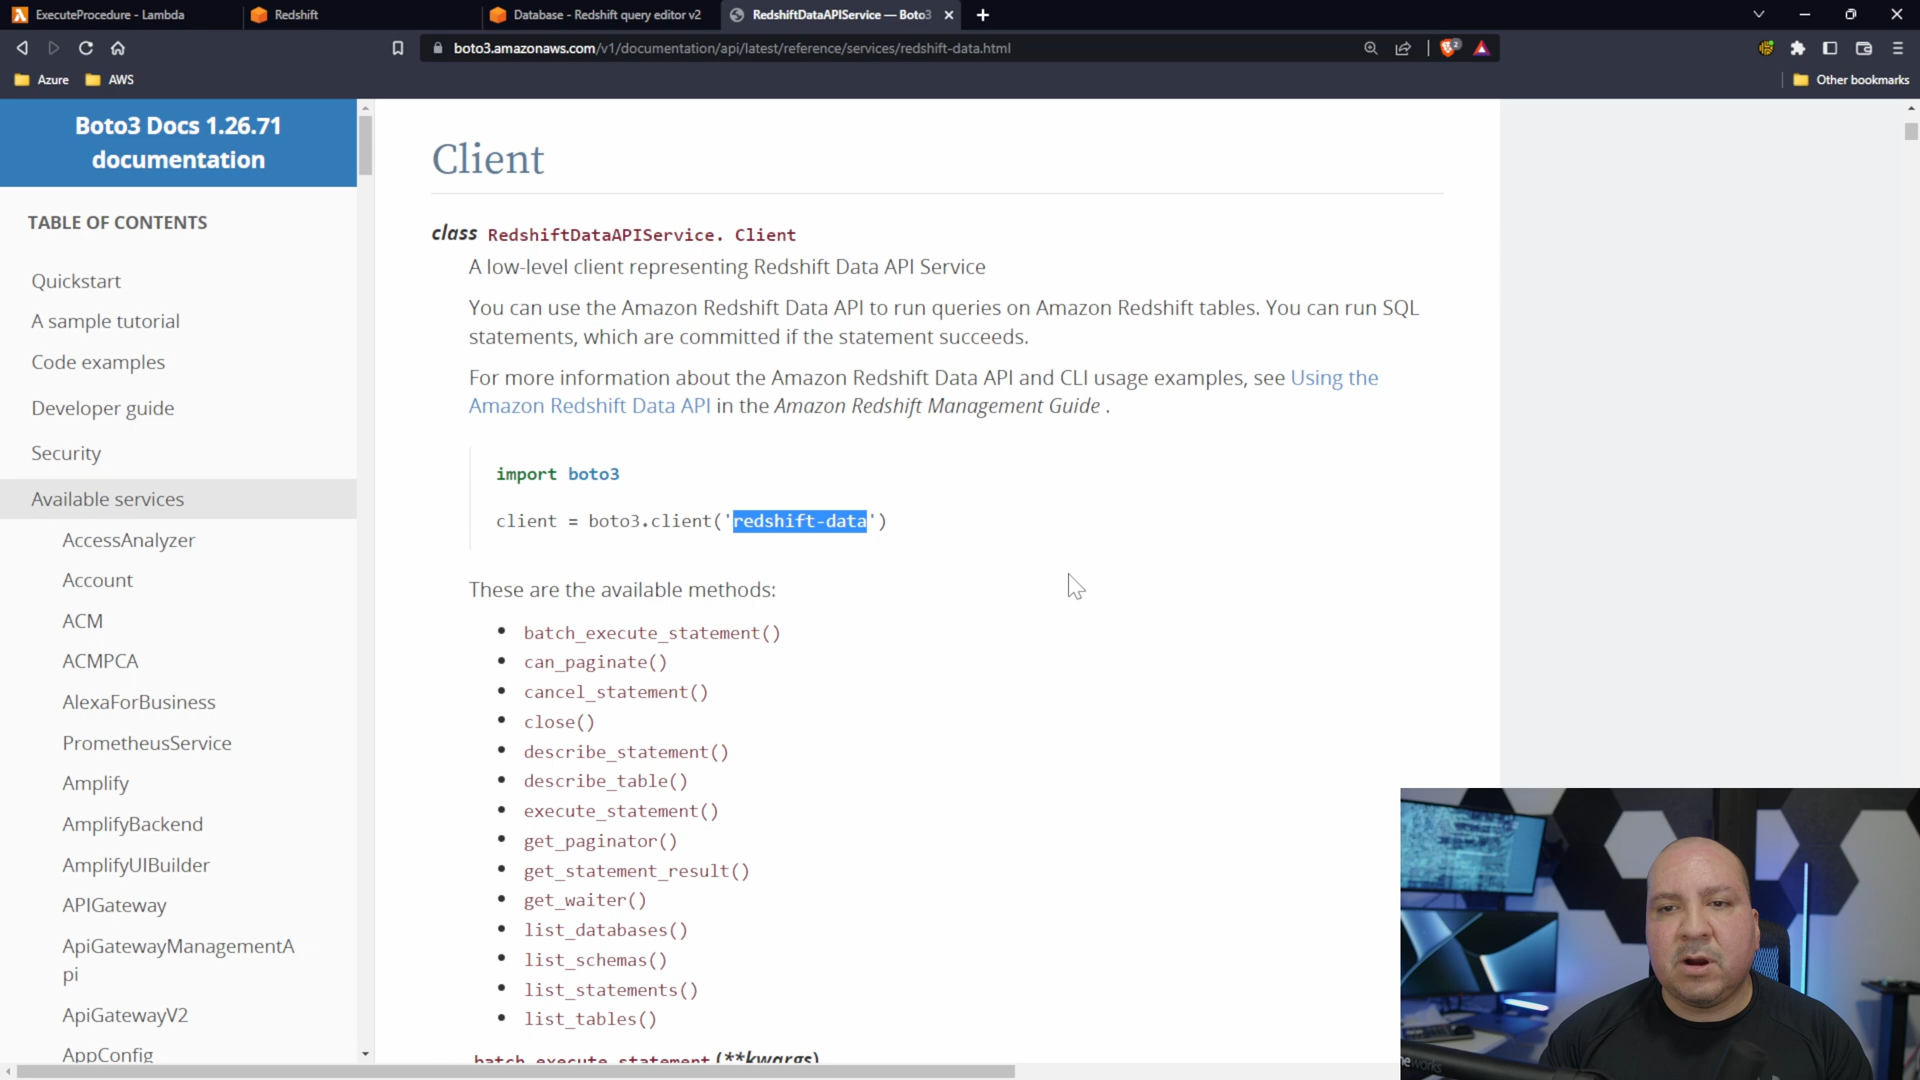 ExecuteProcedure - Lambda
Redshift
Database - Redshift query editor v2
RedshiftDataAPIService — Boto3
boto3.amazonaws.com/v1/documentation/api/latest/reference/services/redshift-data.html
2
Azure
AWS
Other bookmarks
Boto3 Docs 1.26.71
documentation
TABLE OF CONTENTS
Quickstart
A sample tutorial
Code examples
Developer guide
Security
Available services
AccessAnalyzer
Account
ACM
ACMPCA
AlexaForBusiness
PrometheusService
Amplify
AmplifyBackend
AmplifyUIBuilder
APIGateway
ApiGatewayManagementA
pi
ApiGatewayV2
AppConfig
Client
class RedshiftDataAPIService. Client
A low-level client representing Redshift Data API Service
You can use the Amazon Redshift Data API to run queries on Amazon Redshift tables. You can run SQL
statements, which are committed if the statement succeeds.
For more information about the Amazon Redshift Data API and CLI usage examples, see Using the
Amazon Redshift Data API in the Amazon Redshift Management Guide .
import boto3
client = boto3.client('redshift-data')
These are the available methods:
batch_execute_statement()
can_paginate()
cancel_statement()
close()
describe_statement()
describe_table()
execute_statement()
get_paginator()
get_statement_result()
get_waiter()
list_databases()
list_schemas()
list_statements()
list_tables()
batch_execute_statement(**kwargs)